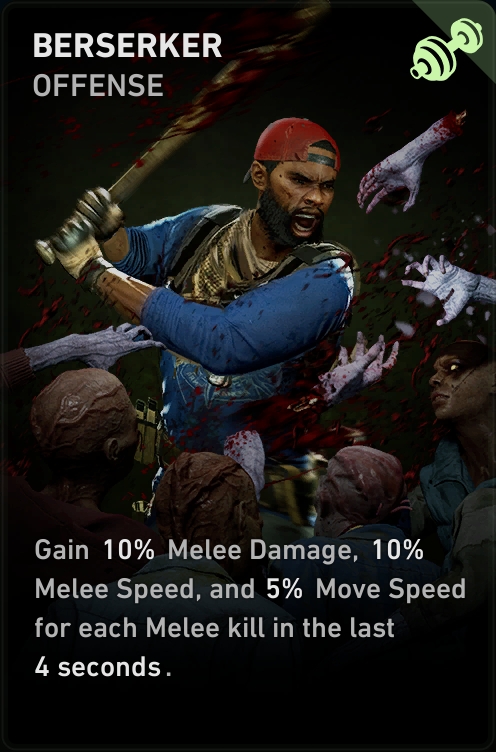 BERSERKER
OFFENSE
Gain 10% Melee Damage, 10%
Melee Speed, and 5% Move Speed
for each Melee kill in the last
4 seconds.